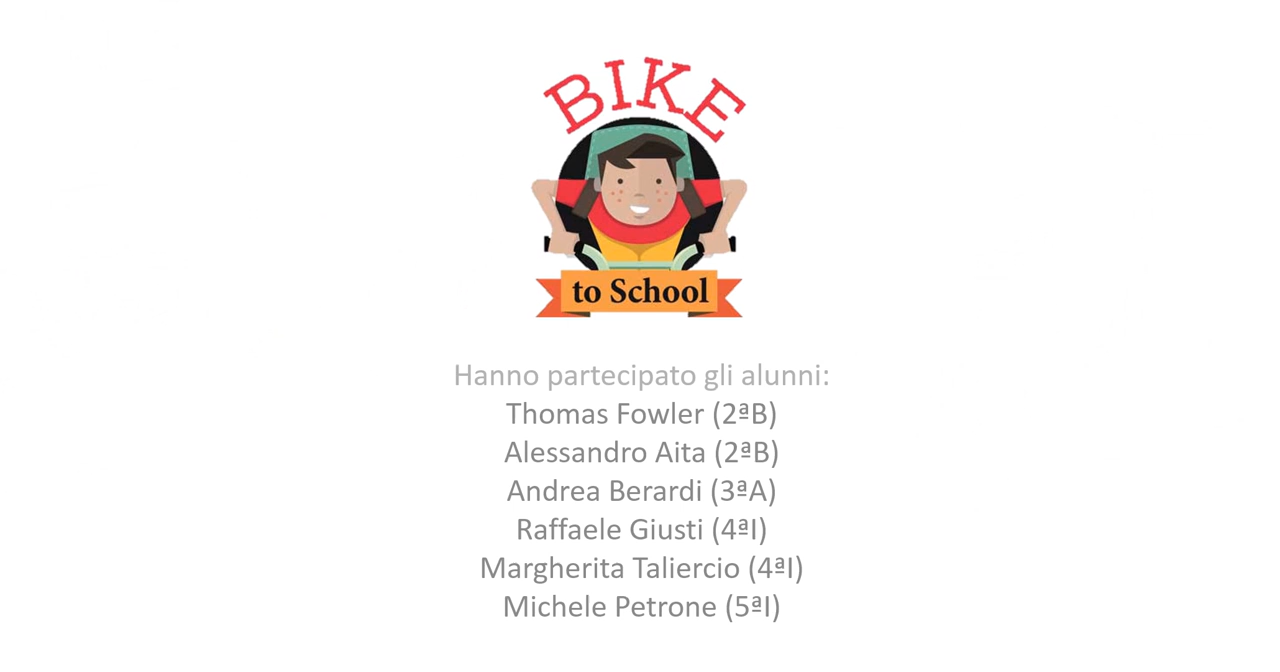 BIKE
to School
Hanno partecipato gli alunni:
Thomas Fowler (2ªB)
Alessandro Aita (2ªB)
Andrea Berardi (3ªA)
Raffaele Giusti (4ªI)
Margherita Taliercio (4ªI)
Michele Petrone (5ªI)